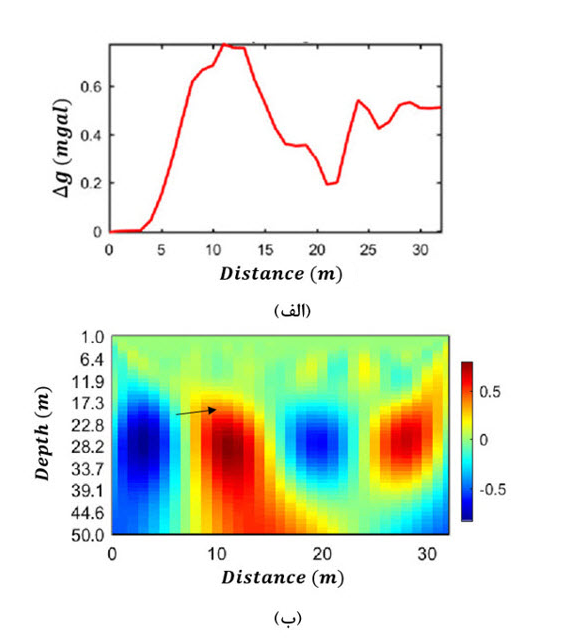 0.6
0.4
0.2
0
Δg (mgal)
0 5 10 15 20 25 30
Distance (m)
(الف)
1.0
6.4
11.9
17.3
22.8
28.2
33.7
39.1
44.6
50.0
Depth (m)
0 10 20 30
Distance (m)
0.5
0
-0.5
(ب)